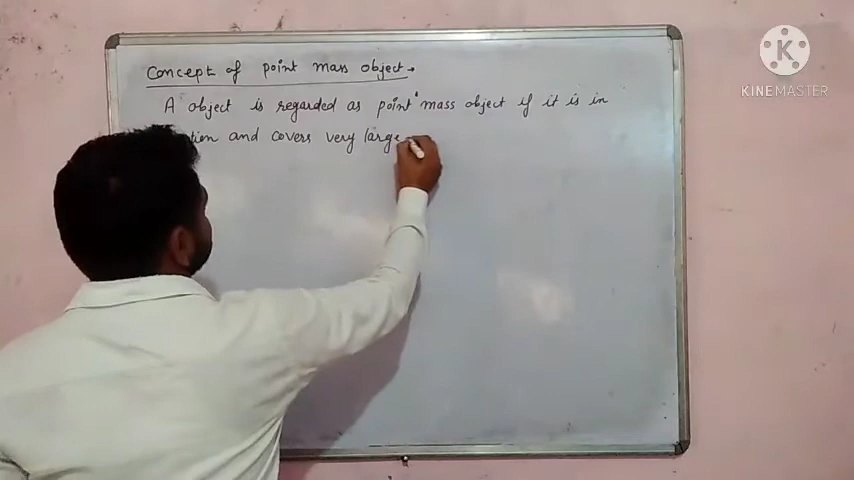 Concept of point mass object →
A object is regarded as point mass object if it is in
and covers very large
K
KINEMASTER